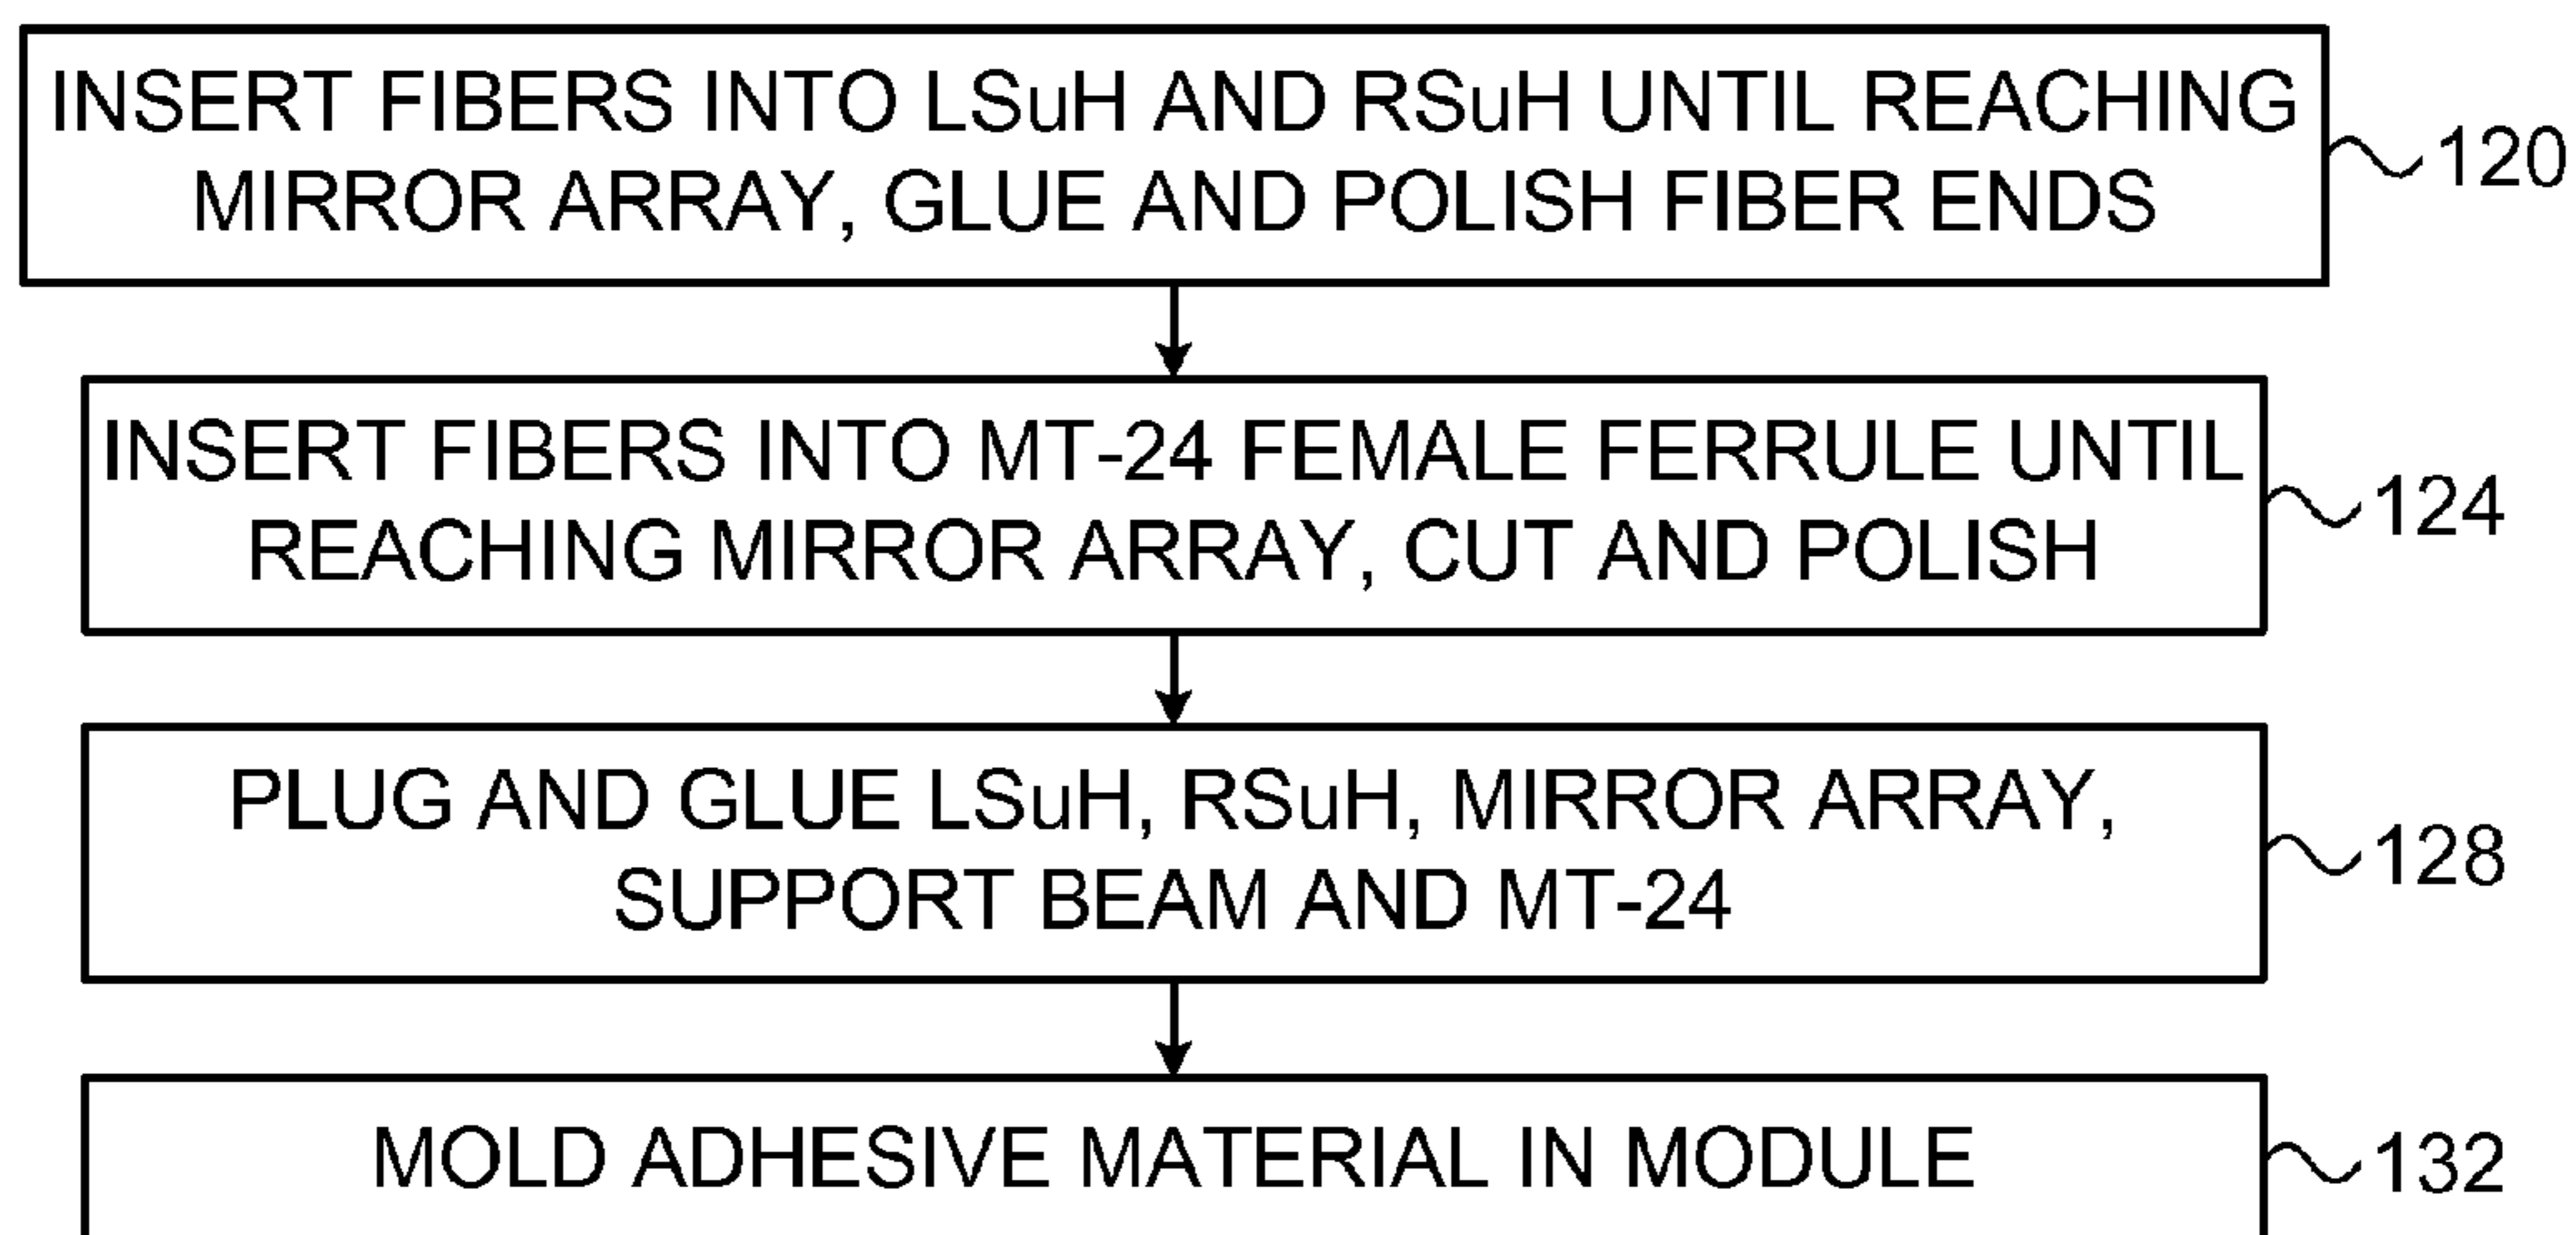 INSERT FIBERS INTO LSuH AND RSuH UNTIL REACHING
MIRROR ARRAY, GLUE AND POLISH FIBER ENDS
120
INSERT FIBERS INTO MT-24 FEMALE FERRULE UNTIL
REACHING MIRROR ARRAY, CUT AND POLISH
124
PLUG AND GLUE LSuH, RSuH, MIRROR ARRAY,
SUPPORT BEAM AND MT-24
128
MOLD ADHESIVE MATERIAL IN MODULE
132